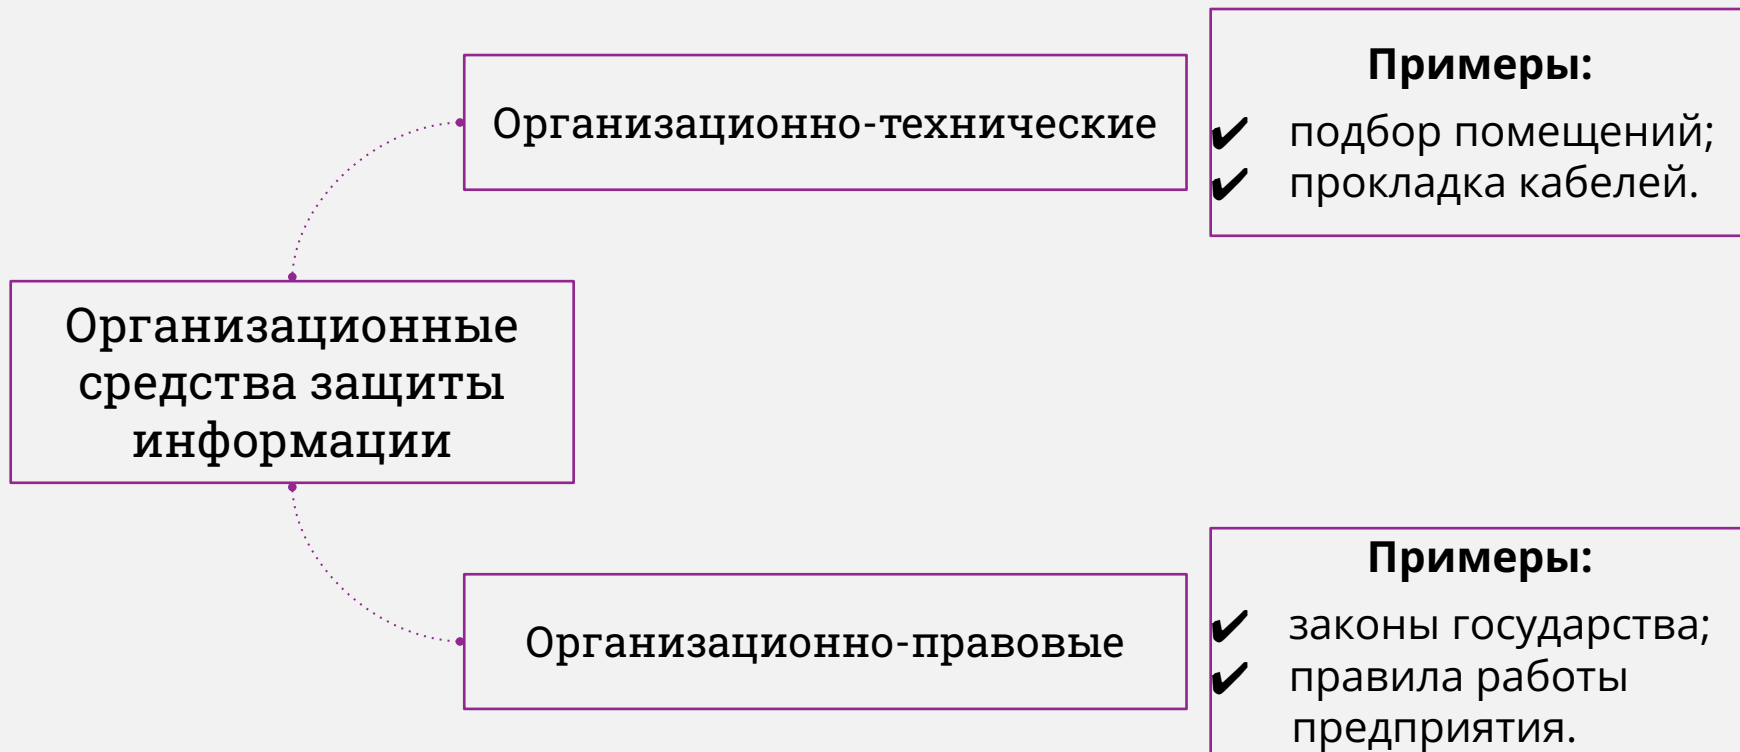 Организационно-технические
Примеры:
✔ подбор помещений;
✔ прокладка кабелей.
Организационные
средства защиты
информации
Организационно-правовые
Примеры:
✔ законы государства;
✔ правила работы
предприятия.